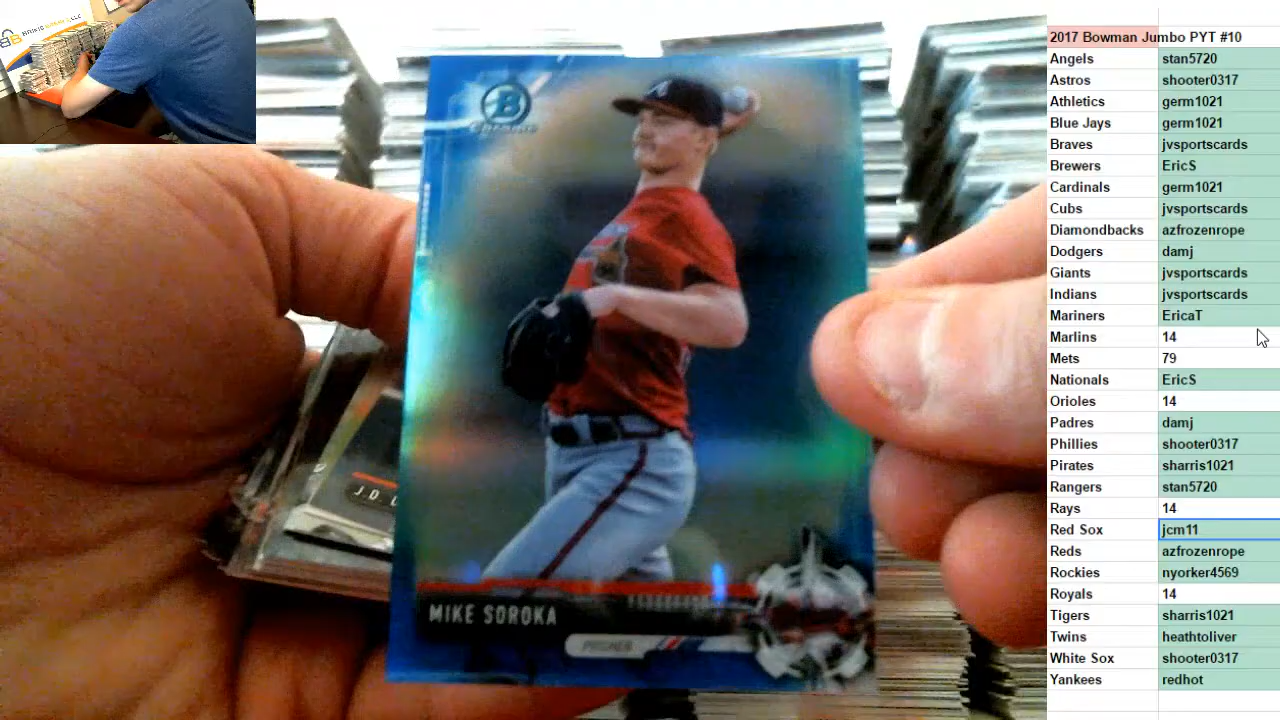 2017 Bowman Jumbo PYT #10
Angels stan5720
Astros shooter0317
Athletics germ1021
Blue Jays germ1021
Braves jvsportscards
Brewers EricS
Cardinals germ1021
Cubs jvsportscards
Diamondbacks azfrozenrope
Dodgers damj
Giants jvsportscards
Indians jvsportscards
Mariners EricaT
Marlins 14
Mets 79
Nationals EricS
Orioles 14
Padres damj
Phillies shooter0317
Pirates sharris1021
Rangers stan5720
Rays 14
Red Sox jcm11
Reds azfrozenrope
Rockies nyorker4569
Royals 14
Tigers sharris1021
Twins heathtoliver
White Sox shooter0317
Yankees redhot
B
Chrome
A
J.D.
MIKE SOROKA
PITCHER